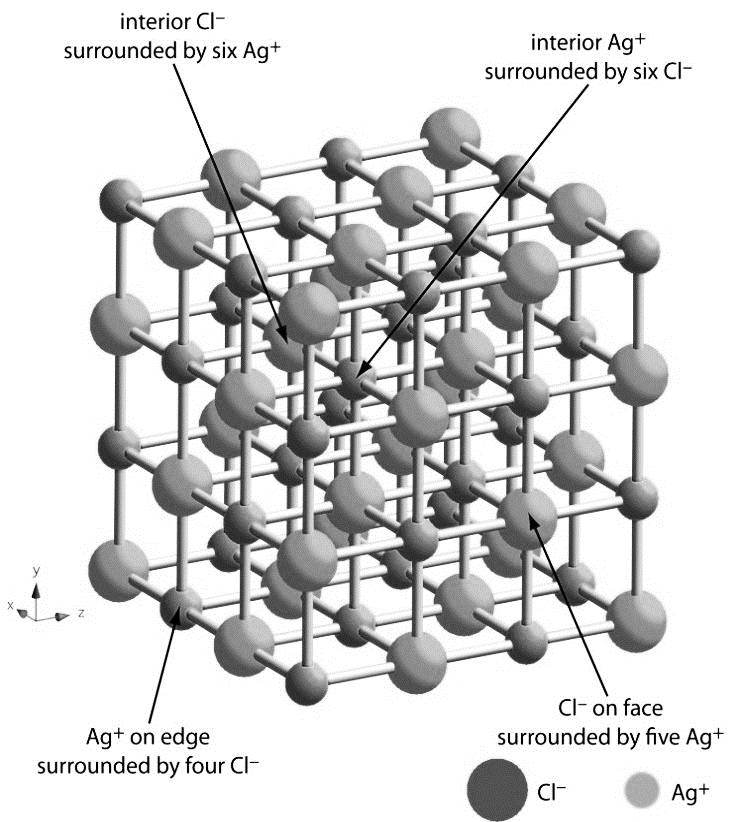 interior Cl⁻
surrounded by six Ag⁺
interior Ag⁺
surrounded by six Cl⁻
y
x
z
Ag⁺ on edge
surrounded by four Cl⁻
Cl⁻ on face
surrounded by five Ag⁺
Cl⁻
Ag⁺